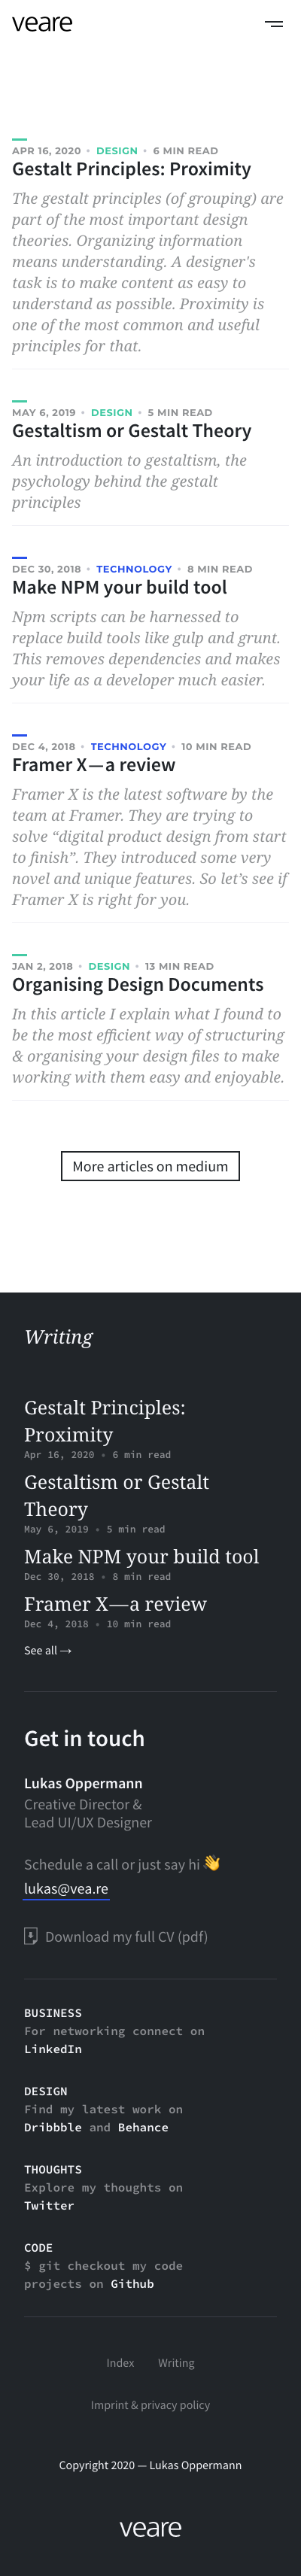 veare
APR 16, 2020 • DESIGN • 6 MIN READ
Gestalt Principles: Proximity
The gestalt principles (of grouping) are
part of the most important design
theories. Organizing information
means understanding. A designer's
task is to make content as easy to
understand as possible. Proximity is
one of the most common and useful
principles for that.
MAY 6, 2019 • DESIGN • 5 MIN READ
Gestaltism or Gestalt Theory
An introduction to gestaltism, the
psychology behind the gestalt
principles
DEC 30, 2018 • TECHNOLOGY • 8 MIN READ
Make NPM your build tool
Npm scripts can be harnessed to
replace build tools like gulp and grunt.
This removes dependencies and makes
your life as a developer much easier.
DEC 4, 2018 • TECHNOLOGY • 10 MIN READ
Framer X — a review
Framer X is the latest software by the
team at Framer. They are trying to
solve “digital product design from start
to finish”. They introduced some very
novel and unique features. So let’s see if
Framer X is right for you.
JAN 2, 2018 • DESIGN • 13 MIN READ
Organising Design Documents
In this article I explain what I found to
be the most efficient way of structuring
& organising your design files to make
working with them easy and enjoyable.
More articles on medium
Writing
Gestalt Principles:
Proximity
Apr 16, 2020 • 6 min read
Gestaltism or Gestalt
Theory
May 6, 2019 • 5 min read
Make NPM your build tool
Dec 30, 2018 • 8 min read
Framer X — a review
Dec 4, 2018 • 10 min read
See all →
Get in touch
Lukas Oppermann
Creative Director &
Lead UI/UX Designer
Schedule a call or just say hi 👋
lukas@vea.re
Download my full CV (pdf)
BUSINESS
For networking connect on
LinkedIn
DESIGN
Find my latest work on
Dribbble and Behance
THOUGHTS
Explore my thoughts on
Twitter
CODE
$ git checkout my code
projects on Github
Index Writing
Imprint & privacy policy
Copyright 2020 — Lukas Oppermann
veare